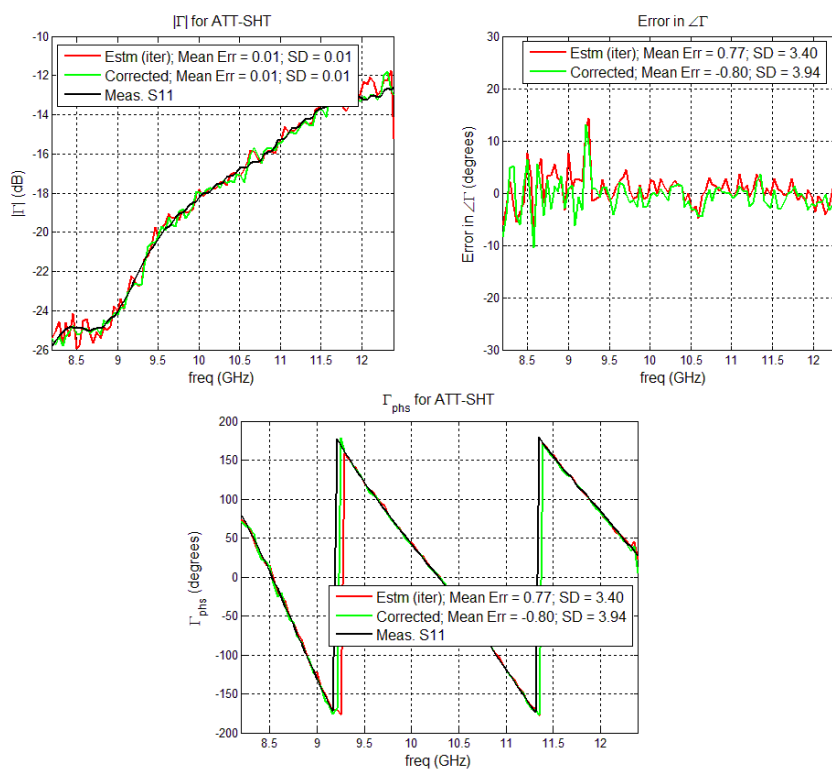 |Γ| for ATT-SHT
Estm (iter); Mean Err = 0.01; SD = 0.01
Corrected; Mean Err = 0.01; SD = 0.01
Meas. S11
|Γ| (dB)
-10
-12
-14
-16
-18
-20
-22
-24
-26
8.5 9 9.5 10 10.5 11 11.5 12
freq (GHz)
Error in ∠Γ
Estm (iter); Mean Err = 0.77; SD = 3.40
Corrected; Mean Err = -0.80; SD = 3.94
Error in ∠Γ (degrees)
30
20
10
0
-10
-20
-30
8.5 9 9.5 10 10.5 11 11.5 12
freq (GHz)
Γphs for ATT-SHT
Γphs (degrees)
200
150
100
50
0
-50
-100
-150
-200
Estm (iter); Mean Err = 0.77; SD = 3.40
Corrected; Mean Err = -0.80; SD = 3.94
Meas. S11
8.5 9 9.5 10 10.5 11 11.5 12
freq (GHz)